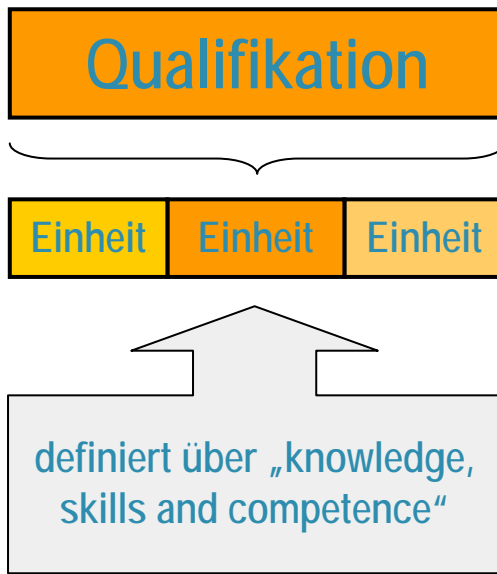 Qualifikation
Einheit Einheit Einheit
definiert über „knowledge,
skills and competence“